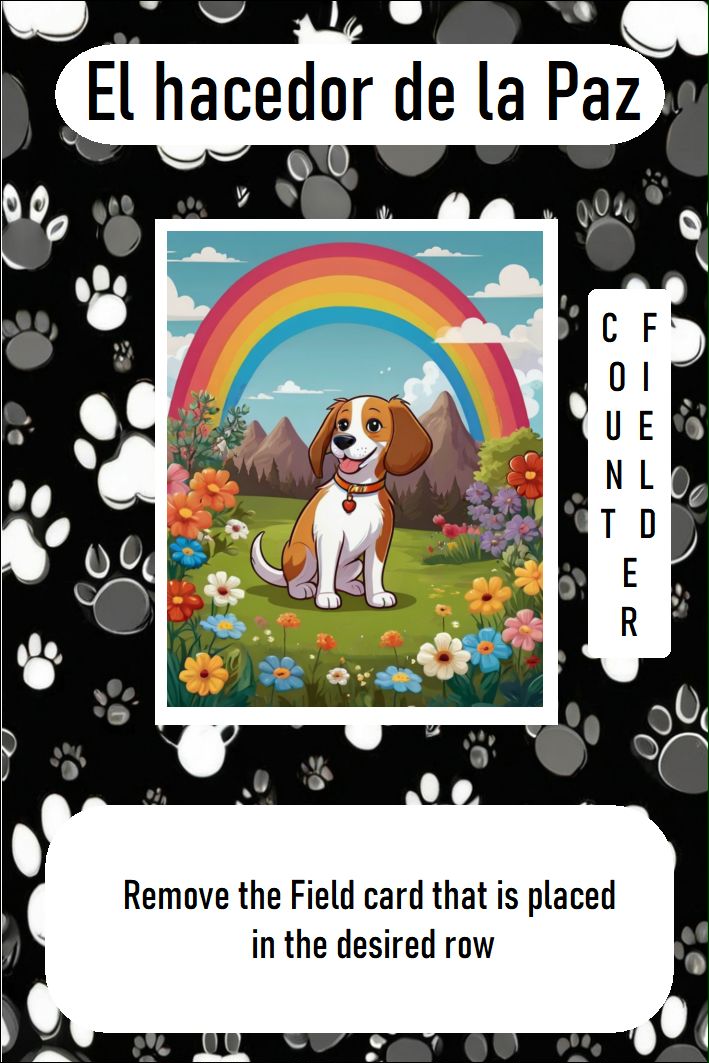 El hacedor de la Paz
COUNTER
FIELD
Remove the Field card that is placed
in the desired row